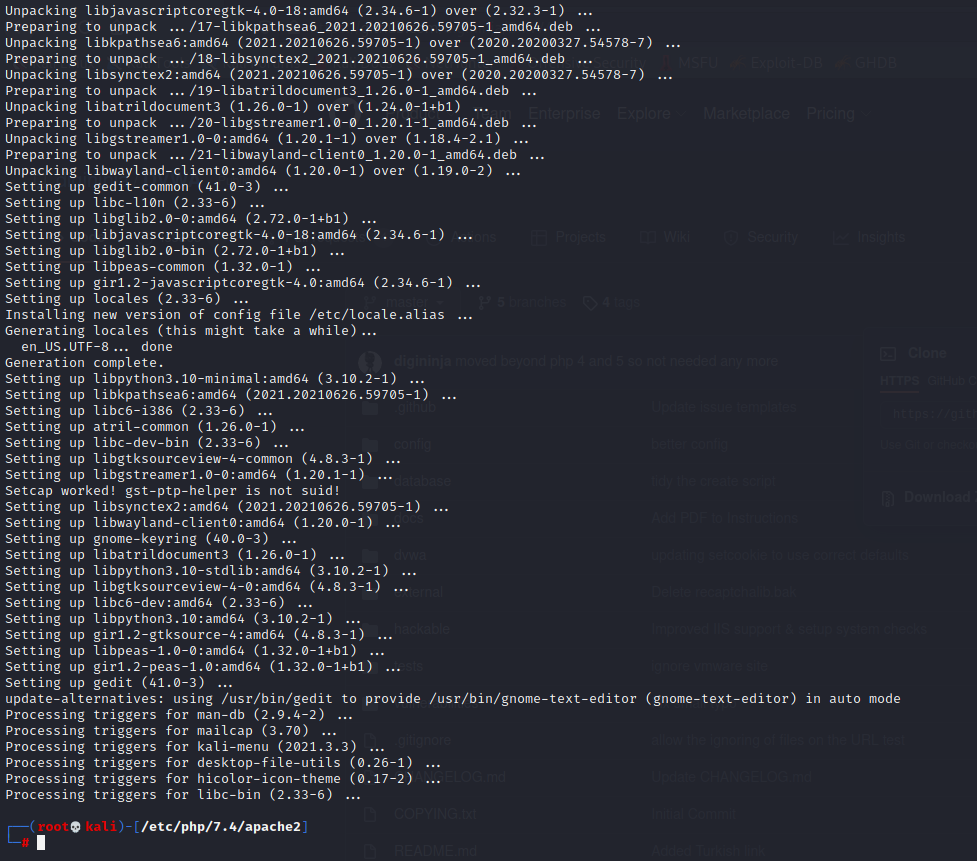 Unpacking libjavascriptcoregtk-4.0-18:amd64 (2.34.6-1) over (2.32.3-1) ...
Preparing to unpack .../17-libkpathsea6_2021.20210626.59705-1_amd64.deb ...
Unpacking libkpathsea6:amd64 (2021.20210626.59705-1) over (2020.20200327.54578-7) ...
Preparing to unpack .../18-libsynctex2_2021.20210626.59705-1_amd64.deb ...
Unpacking libsynctex2:amd64 (2021.20210626.59705-1) over (2020.20200327.54578-7) ...
Preparing to unpack .../19-libatrildocument3_1.26.0-1_amd64.deb ...
Unpacking libatrildocument3 (1.26.0-1) over (1.24.0-1+b1) ...
Preparing to unpack .../20-libgstreamer1.0-0_1.20.1-1_amd64.deb ...
Unpacking libgstreamer1.0-0:amd64 (1.20.1-1) over (1.18.4-2.1) ...
Preparing to unpack .../21-libwayland-client0_1.20.0-1_amd64.deb ...
Unpacking libwayland-client0:amd64 (1.20.0-1) over (1.19.0-2) ...
Setting up gedit-common (41.0-3) ...
Setting up libc-l10n (2.33-6) ...
Setting up libglib2.0-0:amd64 (2.72.0-1+b1) ...
Setting up libjavascriptcoregtk-4.0-18:amd64 (2.34.6-1) ...
Setting up libglib2.0-bin (2.72.0-1+b1) ...
Setting up libpeas-common (1.32.0-1) ...
Setting up gir1.2-javascriptcoregtk-4.0:amd64 (2.34.6-1) ...
Setting up locales (2.33-6) ...
Installing new version of config file /etc/locale.alias ...
Generating locales (this might take a while)...
  en_US.UTF-8... done
Generation complete.
Setting up libpython3.10-minimal:amd64 (3.10.2-1) ...
Setting up libkpathsea6:amd64 (2021.20210626.59705-1) ...
Setting up libc6-i386 (2.33-6) ...
Setting up atril-common (1.26.0-1) ...
Setting up libc-dev-bin (2.33-6) ...
Setting up libgtksourceview-4-common (4.8.3-1) ...
Setting up libgstreamer1.0-0:amd64 (1.20.1-1) ...
Setcap worked! gst-ptp-helper is not suid!
Setting up libsynctex2:amd64 (2021.20210626.59705-1) ...
Setting up libwayland-client0:amd64 (1.20.0-1) ...
Setting up gnome-keyring (40.0-3) ...
Setting up libatrildocument3 (1.26.0-1) ...
Setting up libpython3.10-stdlib:amd64 (3.10.2-1) ...
Setting up libgtksourceview-4-0:amd64 (4.8.3-1) ...
Setting up libc6-dev:amd64 (2.33-6) ...
Setting up libpython3.10:amd64 (3.10.2-1) ...
Setting up gir1.2-gtksource-4:amd64 (4.8.3-1) ...
Setting up libpeas-1.0-0:amd64 (1.32.0-1+b1) ...
Setting up gir1.2-peas-1.0:amd64 (1.32.0-1+b1) ...
Setting up gedit (41.0-3) ...
update-alternatives: using /usr/bin/gedit to provide /usr/bin/gnome-text-editor (gnome-text-editor) in auto mode
Processing triggers for man-db (2.9.4-2) ...
Processing triggers for mailcap (3.70) ...
Processing triggers for kali-menu (2021.3.3) ...
Processing triggers for desktop-file-utils (0.26-1) ...
Processing triggers for hicolor-icon-theme (0.17-2) ...
Processing triggers for libc-bin (2.33-6) ...
┌──(root💀kali)-[/etc/php/7.4/apache2]
└─#